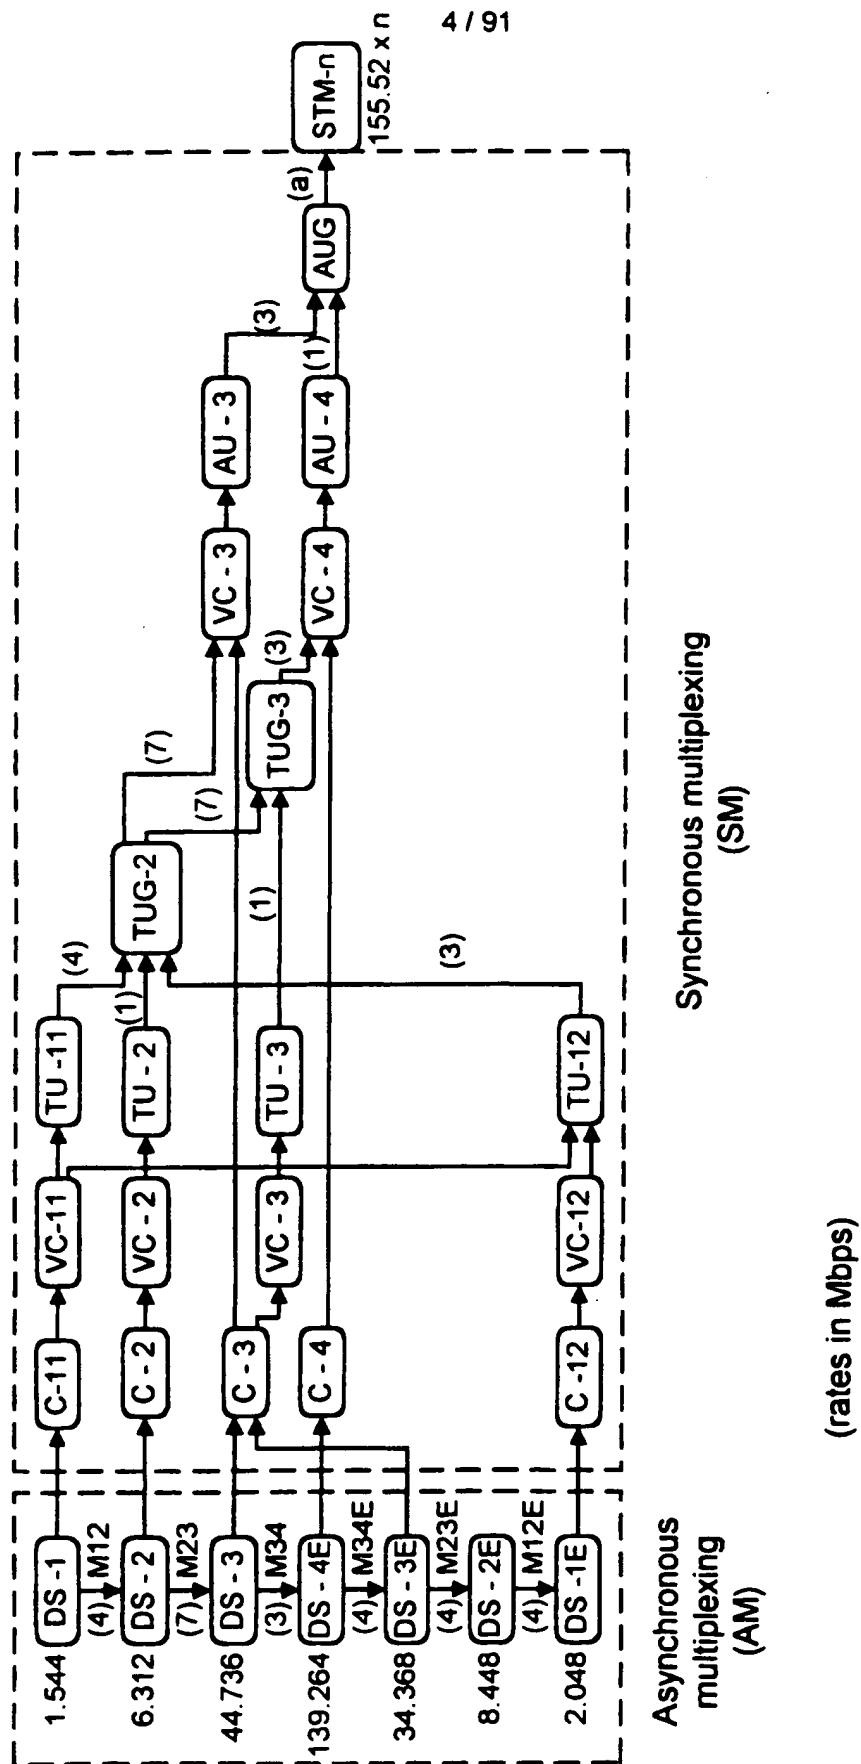 4 / 91
DS -1
DS - 2
DS - 3
DS - 4E
DS - 3E
DS - 2E
DS -1E
1.544
6.312
44.736
139.264
34.368
8.448
2.048
(4)
M12
(7)
M23
(3)
M34
(4)
M34E
(4)
M23E
(4)
M12E
Asynchronous
multiplexing
(AM)
C-11
C - 2
C - 3
C - 4
C -12
VC-11
VC - 2
VC - 3
VC-12
TU -11
TU - 2
TU - 3
TU-12
(4)
(1)
(1)
(3)
TUG-2
(7)
(7)
TUG-3
(3)
VC - 3
VC - 4
AU - 3
AU - 4
(3)
(1)
AUG
(a)
STM-n
155.52 x n
Synchronous multiplexing
(SM)
(rates in Mbps)